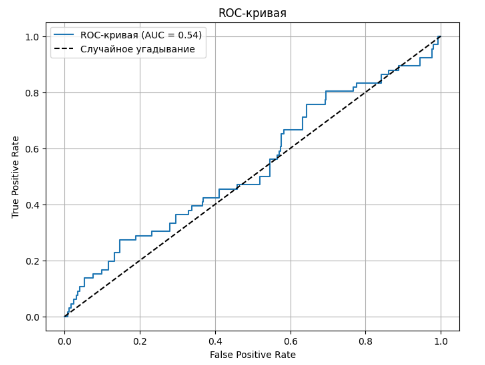 ROC-кривая
ROC-кривая (AUC = 0.54)
Случайное угадывание
True Positive Rate
1.0
0.8
0.6
0.4
0.2
0.0
0.0 0.2 0.4 0.6 0.8 1.0
False Positive Rate